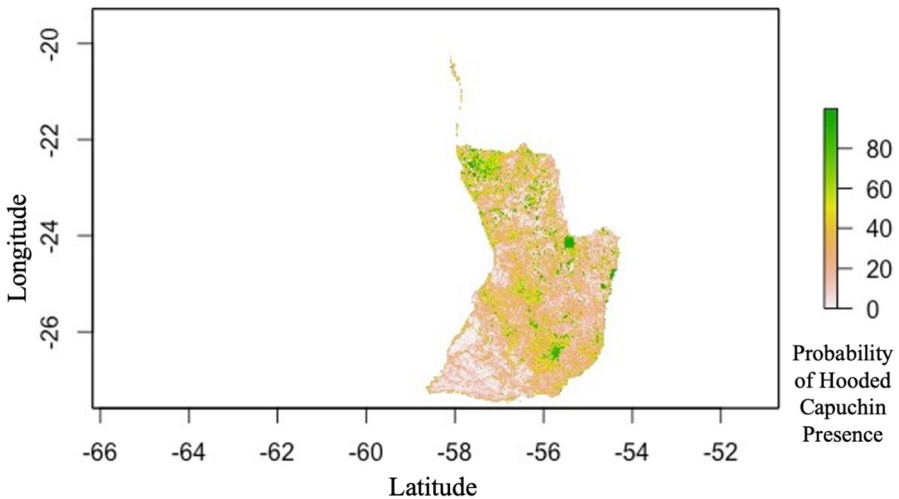 -20
-22
-24
-26
Longitude
-66 -64 -62 -60 -58 -56 -54 -52
Latitude
80
60
40
20
0
Probability
of Hooded
Capuchin
Presence